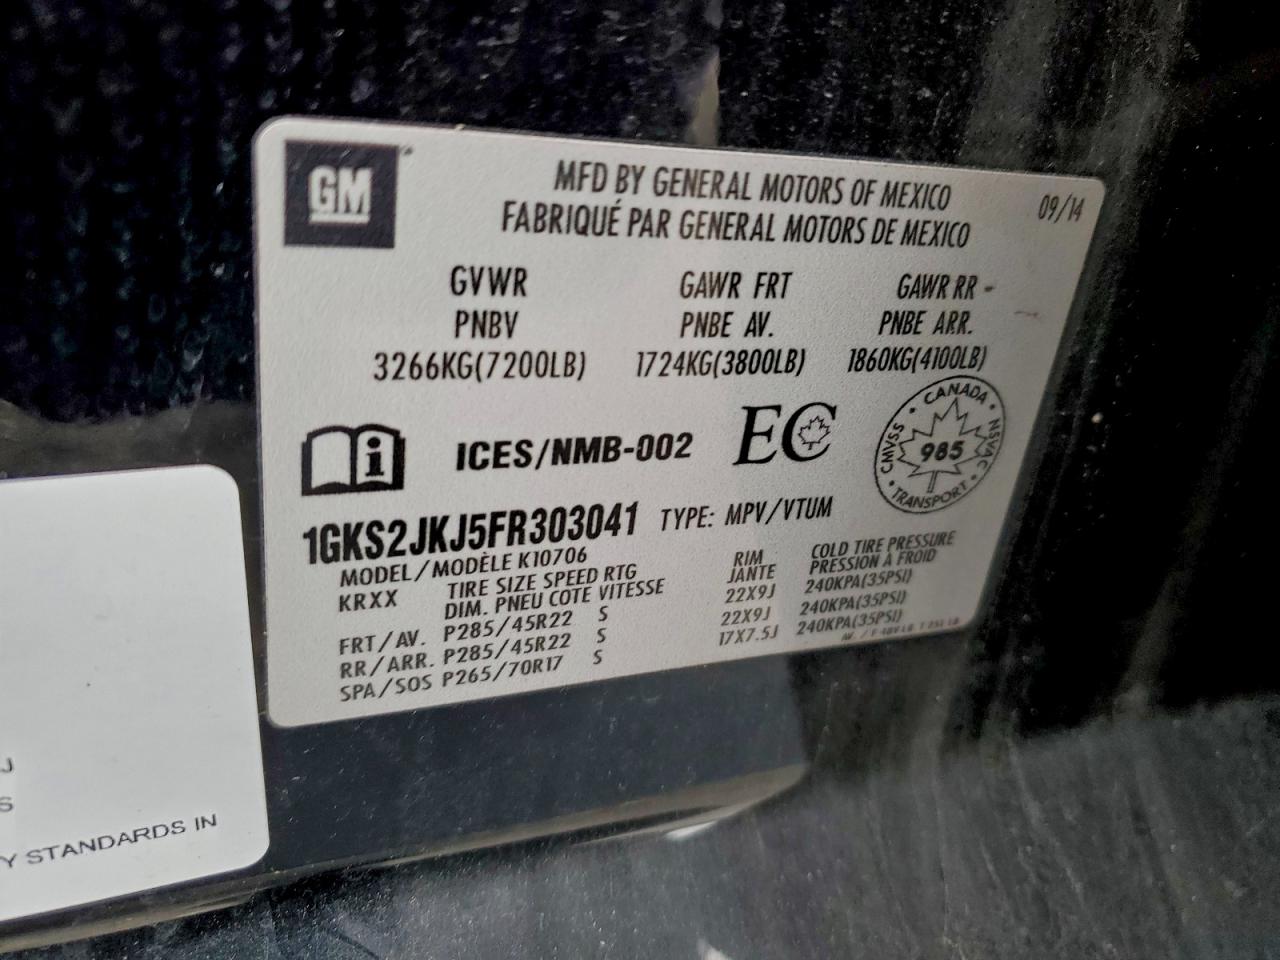 GM
MFD BY GENERAL MOTORS OF MEXICO
FABRIQUÉ PAR GENERAL MOTORS DE MEXICO
09/14
GVWR GAWR FRT GAWR RR
PNBV PNBE AV. PNBE ARR.
3266KG(7200LB) 1724KG(3800LB) 1860KG(4100LB)
ICES/NMB-002 EC
CANADA
CMVSS 985 NSVAC
TRANSPORT
1GKS2JKJ5FR303041 TYPE: MPV/VTUM
MODEL/MODÈLE K10706
KRXX TIRE SIZE SPEED RTG RIM COLD TIRE PRESSURE
DIM. PNEU COTE VITESSE JANTE PRESSION À FROID
FRT/AV. P285/45R22 S 22X9J 240KPA(35PSI)
RR/ARR. P285/45R22 S 22X9J 240KPA(35PSI)
SPA/SOS P265/70R17 S 17X7.5J 240KPA(35PSI)
J
S
Y STANDARDS IN